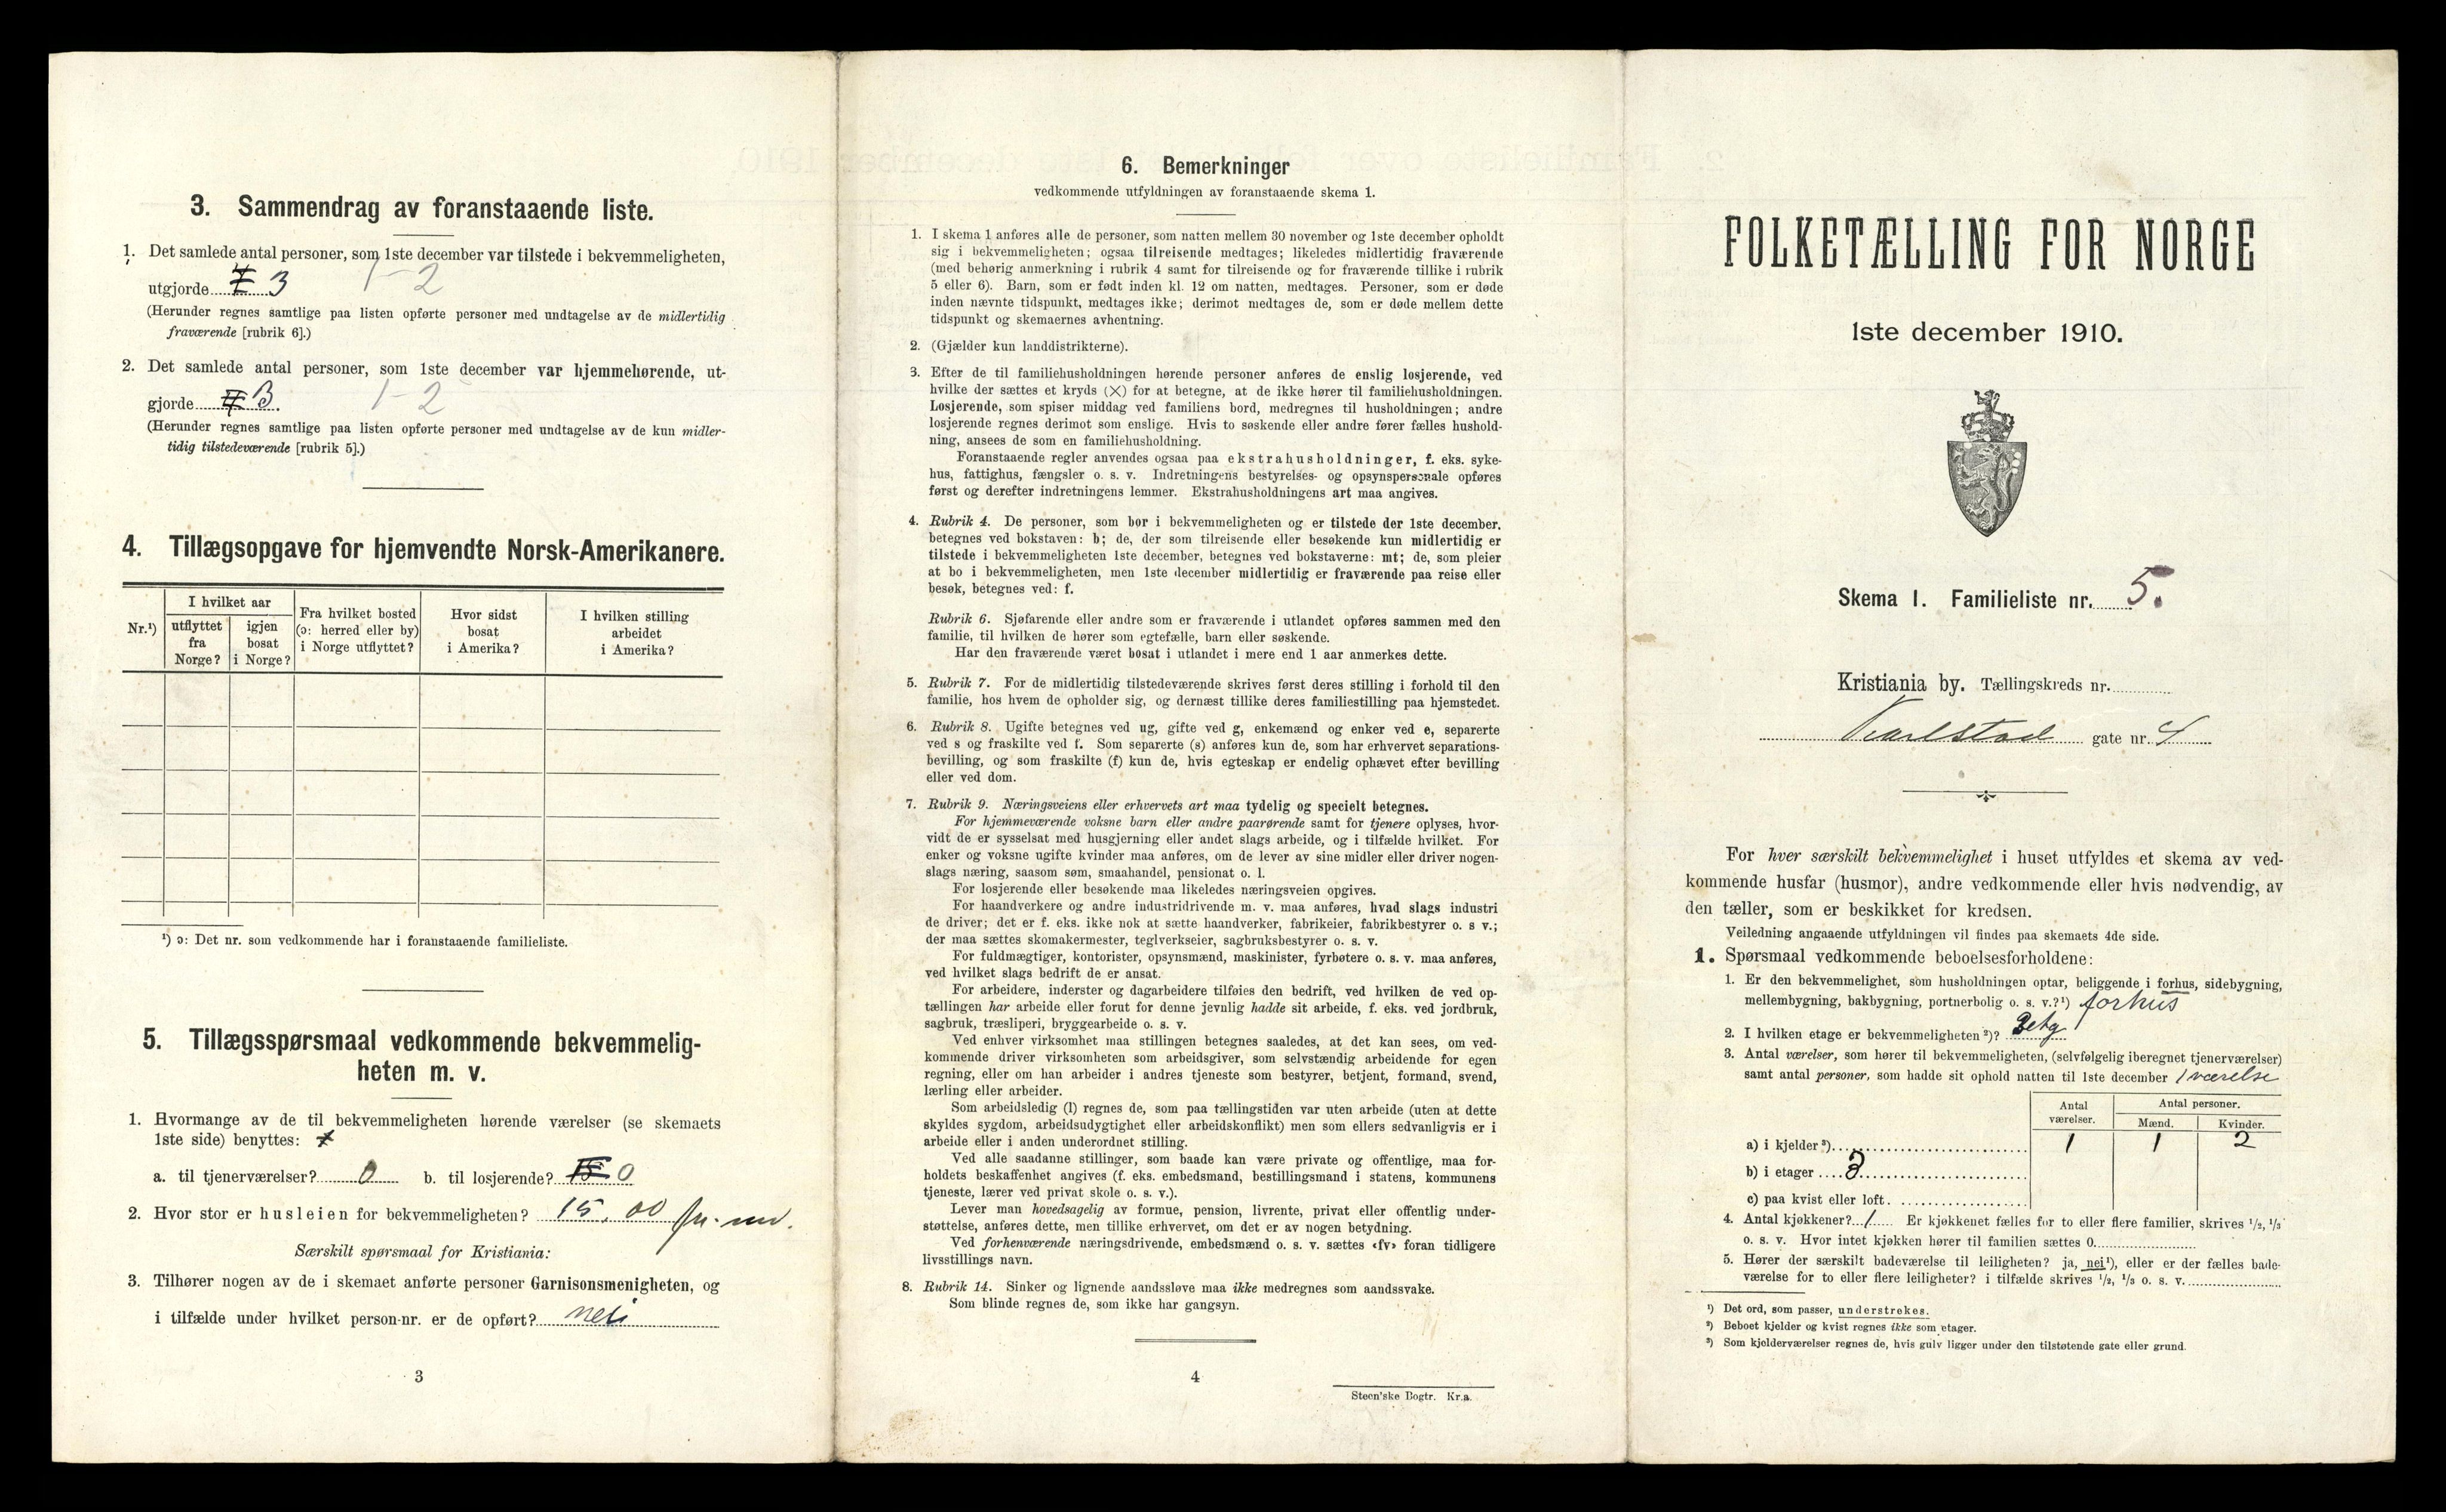 3. Sammendrag av foranstaaende liste.
1. Det samlede antal personer, som 1ste december var tilstede i bekvemmeligheten,
utgjorde 3 1-2
(Herunder regnes samtlige paa listen opførte personer med undtagelse av de midlertidig
fraværende [rubrik 6].)
2. Det samlede antal personer, som 1ste december var hjemmehørende, ut-
gjorde 3. 1-2
(Herunder regnes samtlige paa listen opførte personer med undtagelse av de kun midler-
tidig tilstedeværende [rubrik 5].)
4. Tillægsopgave for hjemvendte Norsk-Amerikanere.
Nr.¹)
I hvilket aar
utflyttet
fra
Norge?
igjen
bosat
i Norge?
Fra hvilket bosted
(ɔ: herred eller by)
i Norge utflyttet?
Hvor sidst
bosat
i Amerika?
I hvilken stilling
arbeidet
i Amerika?
¹) ɔ: Det nr. som vedkommende har i foranstaaende familieliste.
5. Tillægsspørsmaal vedkommende bekvemmelig-
heten m. v.
1. Hvormange av de til bekvemmeligheten hørende værelser (se skemaets
1ste side) benyttes:
a. til tjenerværelser? 0 b. til losjerende? 0
2. Hvor stor er husleien for bekvemmeligheten? 15.00 pr. md.
Særskilt spørsmaal for Kristiania:
3. Tilhører nogen av de i skemaet anførte personer Garnisonsmenigheten, og
i tilfælde under hvilket person-nr. er de opført? nei
3
6. Bemerkninger
vedkommende utfyldningen av foranstaaende skema 1.
1. I skema 1 anføres alle de personer, som natten mellem 30 november og 1ste december opholdt
sig i bekvemmeligheten; ogsaa tilreisende medtages; likeledes midlertidig fraværende
(med behørig anmerkning i rubrik 4 samt for tilreisende og for fraværende tillike i rubrik
5 eller 6). Barn, som er født inden kl. 12 om natten, medtages. Personer, som er døde
inden nævnte tidspunkt, medtages ikke; derimot medtages de, som er døde mellem dette
tidspunkt og skemaernes avhentning.
2. (Gjælder kun landdistrikterne).
3. Efter de til familiehusholdningen hørende personer anføres de enslig losjerende, ved
hvilke der sættes et kryds (×) for at betegne, at de ikke hører til familiehusholdningen.
Losjerende, som spiser middag ved familiens bord, medregnes til husholdningen; andre
losjerende regnes derimot som enslige. Hvis to søskende eller andre fører fælles hushold-
ning, ansees de som en familiehusholdning.
Foranstaaende regler anvendes ogsaa paa ekstrahusholdninger, f. eks. syke-
hus, fattighus, fængsler o. s. v. Indretningens bestyrelses- og opsynspersonale opføres
først og derefter indretningens lemmer. Ekstrahusholdningens art maa angives.
4. Rubrik 4. De personer, som bor i bekvemmeligheten og er tilstede der 1ste december,
betegnes ved bokstaven: b; de, der som tilreisende eller besøkende kun midlertidig er
tilstede i bekvemmeligheten 1ste december, betegnes ved bokstaverne: mt; de, som pleier
at bo i bekvemmeligheten, men 1ste december midlertidig er fraværende paa reise eller
besøk, betegnes ved: f.
Rubrik 6. Sjøfarende eller andre som er fraværende i utlandet opføres sammen med den
familie, til hvilken de hører som egtefælle, barn eller søskende.
Har den fraværende været bosat i utlandet i mere end 1 aar anmerkes dette.
5. Rubrik 7. For de midlertidig tilstedeværende skrives først deres stilling i forhold til den
familie, hos hvem de opholder sig, og dernæst tillike deres familiestilling paa hjemstedet.
6. Rubrik 8. Ugifte betegnes ved ug, gifte ved g, enkemænd og enker ved e, separerte
ved s og fraskilte ved f. Som separerte (s) anføres kun de, som har erhvervet separations-
bevilling, og som fraskilte (f) kun de, hvis egteskap er endelig ophævet efter bevilling
eller ved dom.
7. Rubrik 9. Næringsveiens eller erhvervets art maa tydelig og specielt betegnes.
For hjemmeværende voksne barn eller andre paarørende samt for tjenere oplyses, hvor-
vidt de er sysselsat med husgjerning eller andet slags arbeide, og i tilfælde hvilket. For
enker og voksne ugifte kvinder maa anføres, om de lever av sine midler eller driver nogen-
slags næring, saasom søm, smaahandel, pensionat o. l.
For losjerende eller besøkende maa likeledes næringsveien opgives.
For haandverkere og andre industridrivende m. v. maa anføres, hvad slags industri
de driver; det er f. eks. ikke nok at sætte haandverker, fabrikeier, fabrikbestyrer o. s v.;
der maa sættes skomakermester, teglverkseier, sagbruksbestyrer o. s. v.
For fuldmægtiger, kontorister, opsynsmænd, maskinister, fyrbøtere o. s. v. maa anføres,
ved hvilket slags bedrift de er ansat.
For arbeidere, inderster og dagarbeidere tilføies den bedrift, ved hvilken de ved op-
tællingen har arbeide eller forut for denne jevnlig hadde sit arbeide, f. eks. ved jordbruk,
sagbruk, træsliperi, bryggearbeide o. s. v.
Ved enhver virksomhet maa stillingen betegnes saaledes, at det kan sees, om ved-
kommende driver virksomheten som arbeidsgiver, som selvstændig arbeidende for egen
regning, eller om han arbeider i andres tjeneste som bestyrer, betjent, formand, svend,
lærling eller arbeider.
Som arbeidsledig (l) regnes de, som paa tællingstiden var uten arbeide (uten at dette
skyldes sygdom, arbeidsudygtighet eller arbeidskonflikt) men som ellers sedvanligvis er i
arbeide eller i anden underordnet stilling.
Ved alle saadanne stillinger, som baade kan være private og offentlige, maa for-
holdets beskaffenhet angives (f. eks. embedsmand, bestillingsmand i statens, kommunens
tjeneste, lærer ved privat skole o. s. v.).
Lever man hovedsagelig av formue, pension, livrente, privat eller offentlig under-
støttelse, anføres dette, men tillike erhvervet, om det er av nogen betydning.
Ved forhenværende næringsdrivende, embedsmænd o. s. v. sættes «fv» foran tidligere
livsstillings navn.
8. Rubrik 14. Sinker og lignende aandssløve maa ikke medregnes som aandssvake.
Som blinde regnes de, som ikke har gangsyn.
4
Steen'ske Bogtr. Kr.a.
FOLKETÆLLING FOR NORGE
1ste december 1910.
Skema 1. Familieliste nr. 5.
Kristiania by. Tællingskreds nr.
Karlstad gate nr. 4
For hver særskilt bekvemmelighet i huset utfyldes et skema av ved-
kommende husfar (husmor), andre vedkommende eller hvis nødvendig, av
den tæller, som er beskikket for kredsen.
Veiledning angaaende utfyldningen vil findes paa skemaets 4de side.
1. Spørsmaal vedkommende beboelsesforholdene:
1. Er den bekvemmelighet, som husholdningen optar, beliggende i forhus, sidebygning,
mellembygning, bakbygning, portnerbolig o. s. v.?¹) forhus
2. I hvilken etage er bekvemmeligheten ²)? 3 etg
3. Antal værelser, som hører til bekvemmeligheten, (selvfølgelig iberegnet tjenerværelser)
samt antal personer, som hadde sit ophold natten til 1ste december 1 værelse
Antal
værelser.
Antal personer.
Mænd. Kvinder.
a) i kjelder ³) 1 1 2
b) i etager 3
c) paa kvist eller loft.
4. Antal kjøkkener? 1 Er kjøkkenet fælles for to eller flere familier, skrives ¹/₂, ¹/₃
o. s. v. Hvor intet kjøkken hører til familien sættes 0.
5. Hører der særskilt badeværelse til leiligheten? ja, nei ¹), eller er der fælles bade-
værelse for to eller flere leiligheter? i tilfælde skrives ¹/₂, ¹/₃ o. s. v.
¹) Det ord, som passer, understrekes.
²) Beboet kjelder og kvist regnes ikke som etager.
³) Som kjelderværelser regnes de, hvis gulv ligger under den tilstøtende gate eller grund.